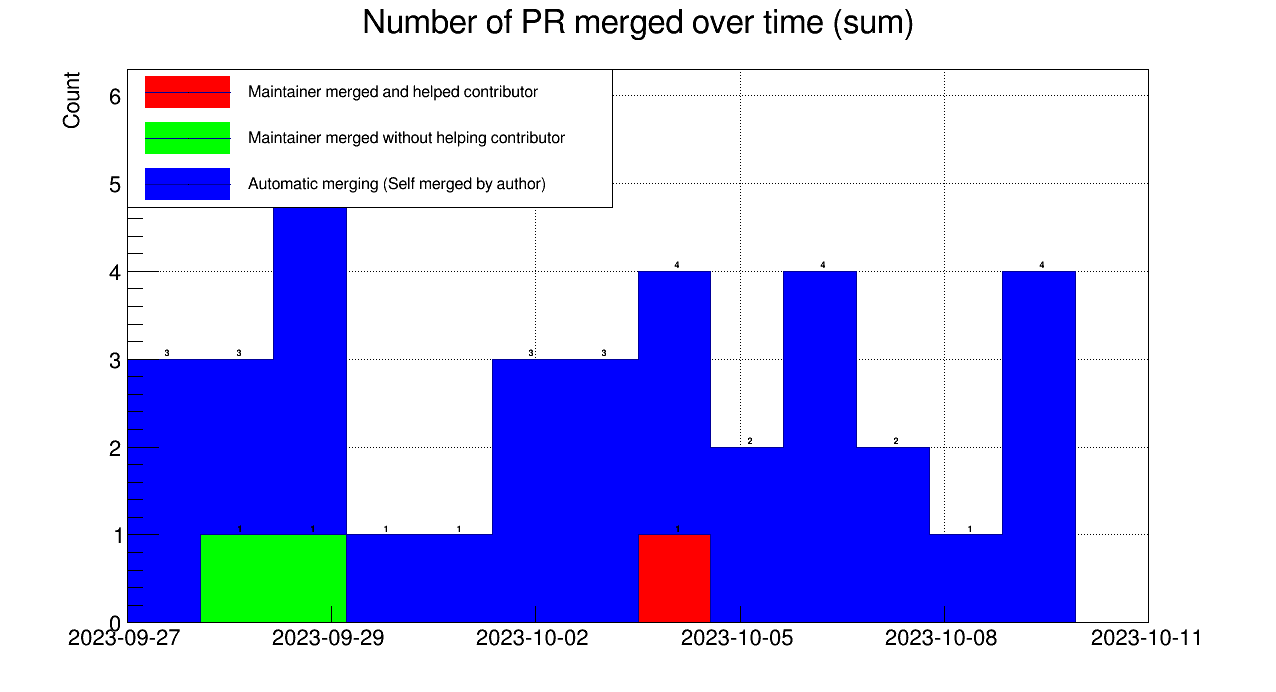 Number of PR merged over time (sum)
Count
Maintainer merged and helped contributor
Maintainer merged without helping contributor
Automatic merging (Self merged by author)
6
5
4
3
2
1
0
4 4 4
3 3 3 3
2 2
1 1 1 1 1 1
2023-09-27 2023-09-29 2023-10-02 2023-10-05 2023-10-08 2023-10-11